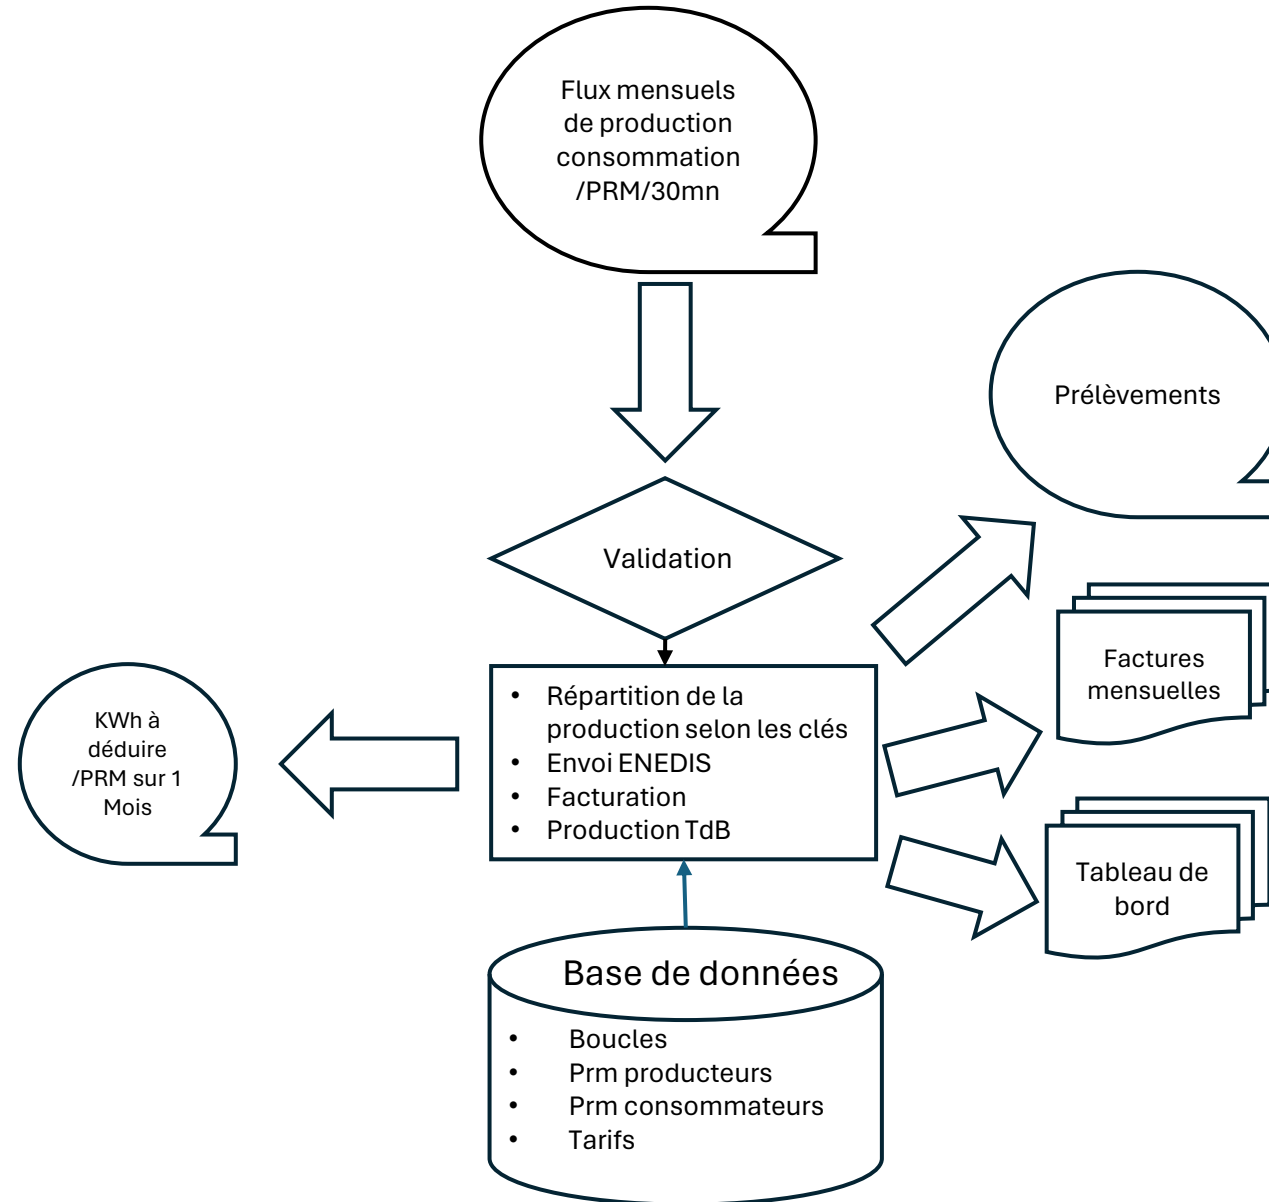 Flux mensuels
de production
consommation
/PRM/30mn
Prélèvements
Validation
Factures
mensuelles
KWh à
déduire
/PRM sur 1
Mois
• Répartition de la
production selon les clés
• Envoi ENEDIS
• Facturation
• Production TdB
Tableau de
bord
Base de données
• Boucles
• Prm producteurs
• Prm consommateurs
• Tarifs